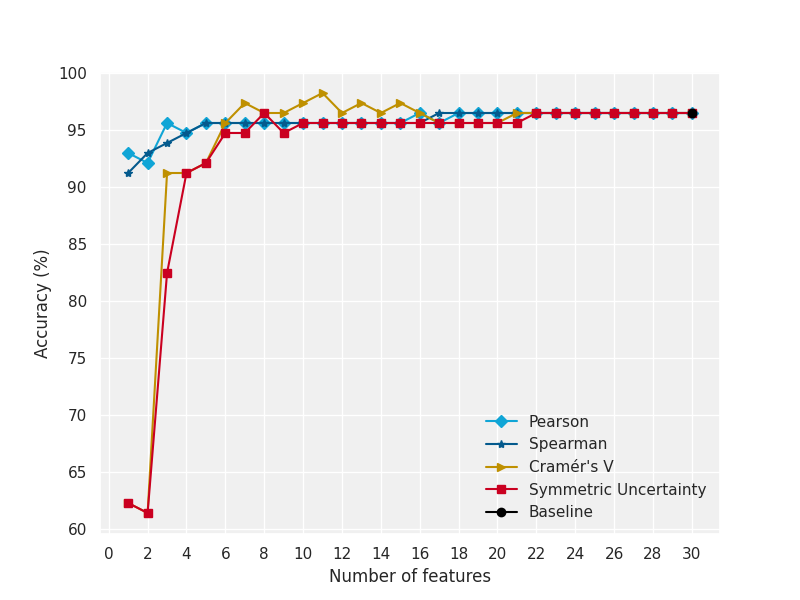 100
95
90
85
80
75
70
65
60
Accuracy (%)
Pearson
Spearman
Cramér's V
Symmetric Uncertainty
Baseline
0 2 4 6 8 10 12 14 16 18 20 22 24 26 28 30
Number of features